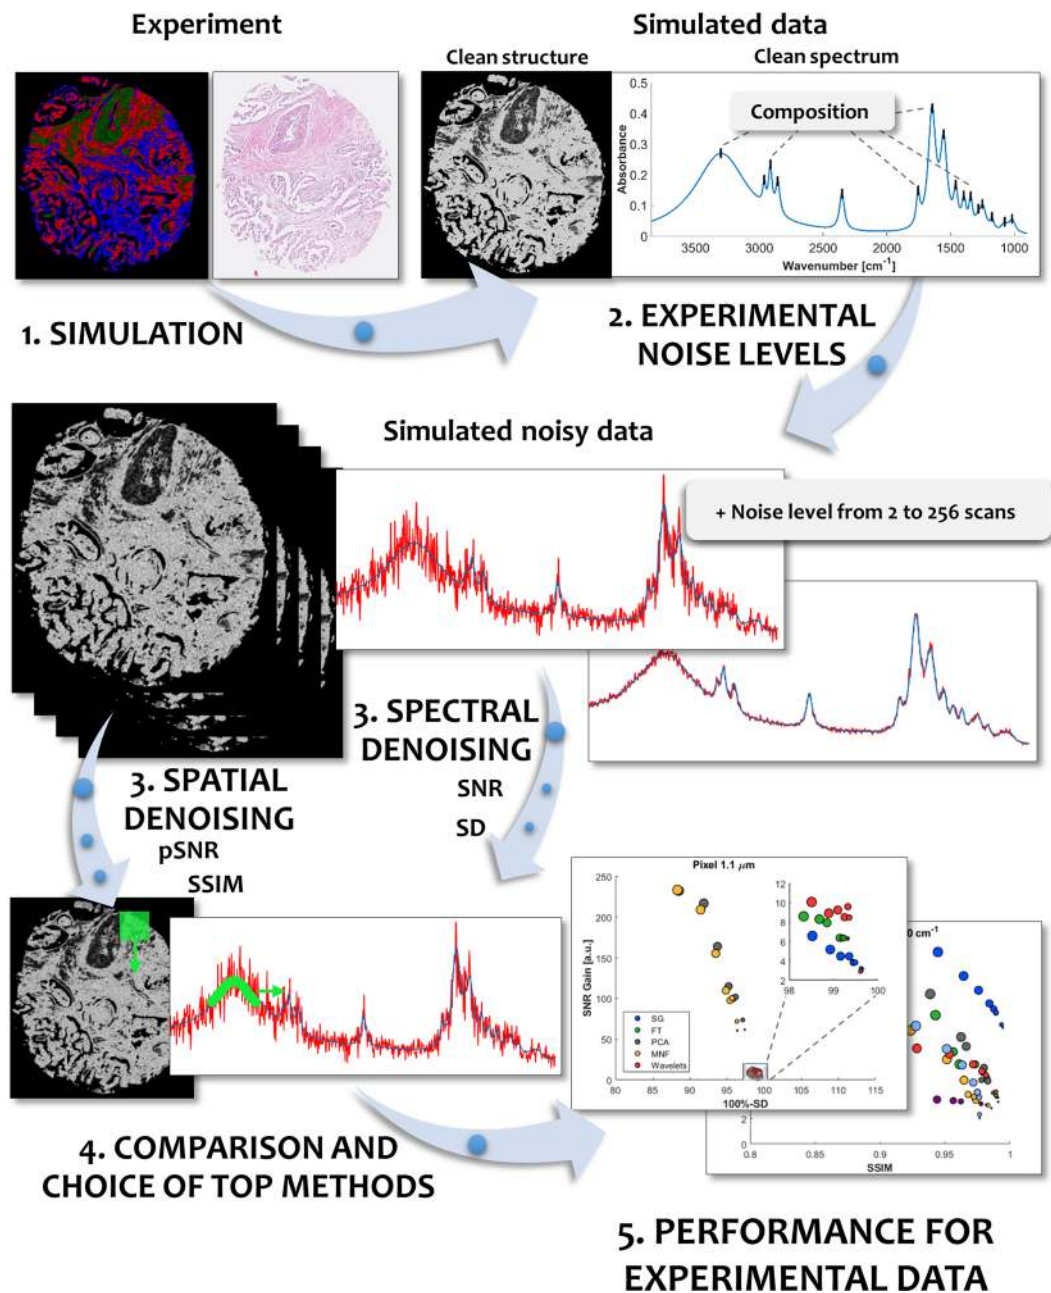 Experiment
Simulated data
Clean structure
Clean spectrum
Composition
Absorbance
0.5
0.4
0.3
0.2
0.1
0
3500 3000 2500 2000 1500 1000
Wavenumber [cm⁻¹]
1. SIMULATION
2. EXPERIMENTAL
NOISE LEVELS
Simulated noisy data
+ Noise level from 2 to 256 scans
3. SPECTRAL
DENOISING
SNR
SD
3. SPATIAL
DENOISING
pSNR
SSIM
Pixel 1.1 μm
SNR Gain [a.u.]
250
200
150
100
50
0
80 85 90 95 100 105 110 115
100%-SD
12
10
8
6
4
2
98 99 100
SG
FT
PCA
MNF
Wavelets
0 cm⁻¹
2
0
0.8 0.85 0.9 0.95 1
SSIM
4. COMPARISON AND
CHOICE OF TOP METHODS
5. PERFORMANCE FOR
EXPERIMENTAL DATA